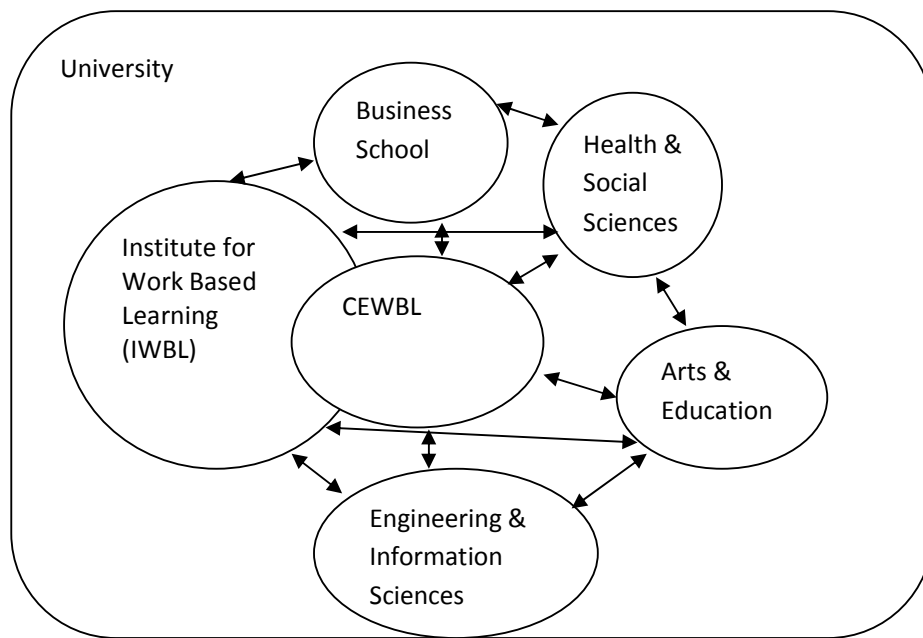 University
Business
School
Health &
Social
Sciences
Institute for
Work Based
Learning
(IWBL)
CEWBL
Arts &
Education
Engineering &
Information
Sciences